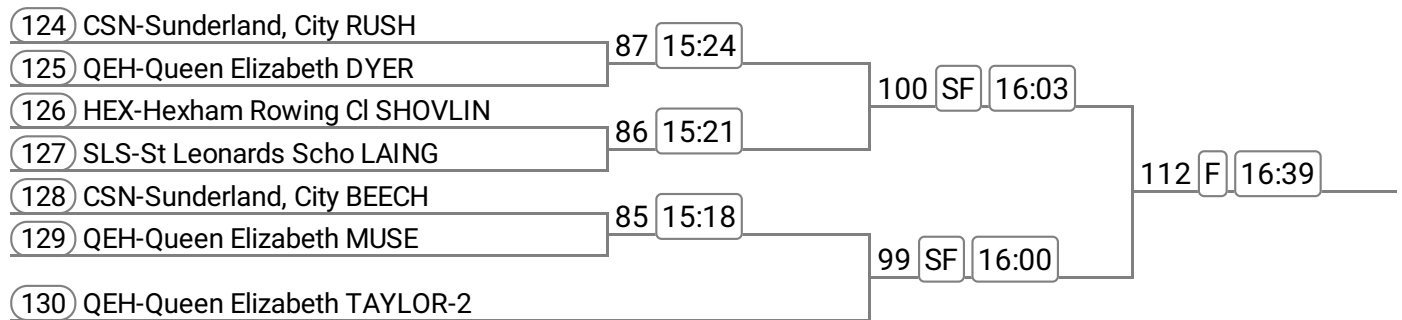 124 CSN-Sunderland, City RUSH
87 15:24
125 QEH-Queen Elizabeth DYER
100 SF 16:03
126 HEX-Hexham Rowing Cl SHOVLIN
86 15:21
127 SLS-St Leonards Scho LAING
112 F 16:39
128 CSN-Sunderland, City BEECH
85 15:18
129 QEH-Queen Elizabeth MUSE
99 SF 16:00
130 QEH-Queen Elizabeth TAYLOR-2